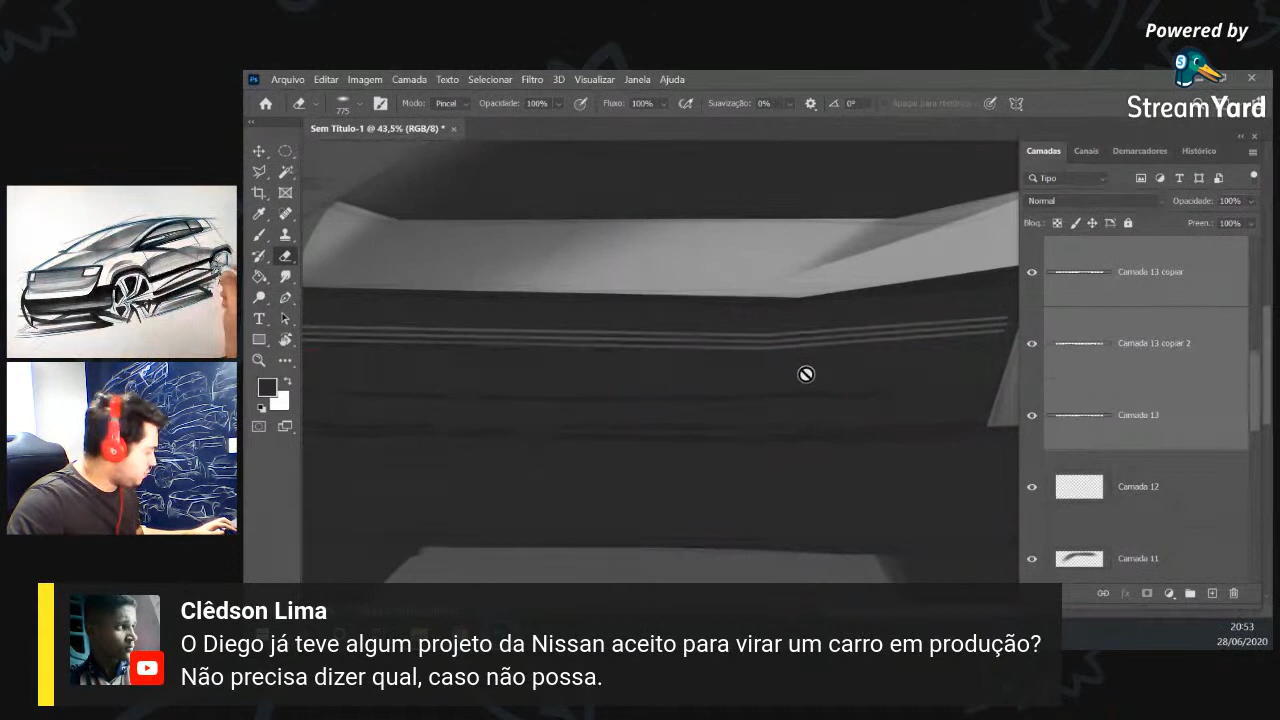 Powered by
StreamYard
Ps Arquivo Editar Imagem Camada Texto Selecionar Filtro 3D Visualizar Janela Ajuda
775 Modo: Pincel Opacidade: 100% Fluxo: 100% Suavização: 0% 0°
Sem Título-1 @ 43,5% (RGB/8) * ×
Camadas Canais Demarcadores Histórico
Tipo
Normal Opacidade: 100%
Bloq.: Preen.: 100%
Camada 13 copiar
Camada 13 copiar 2
Camada 13
Camada 12
Camada 11
fx
20:53
28/06/2020
Clêdson Lima
O Diego já teve algum projeto da Nissan aceito para virar um carro em produção?
Não precisa dizer qual, caso não possa.